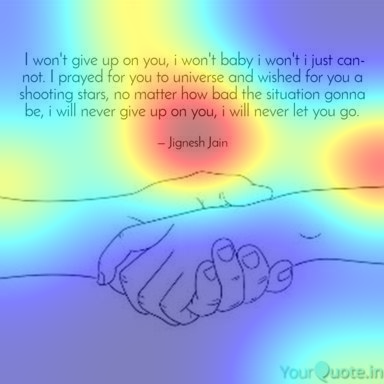 I won't give up on you, i won't baby i won't i just can-
not. I prayed for you to universe and wished for you a
shooting stars, no matter how bad the situation gonna
be, i will never give up on you, i will never let you go.
– Jignesh Jain
YourQuote.in